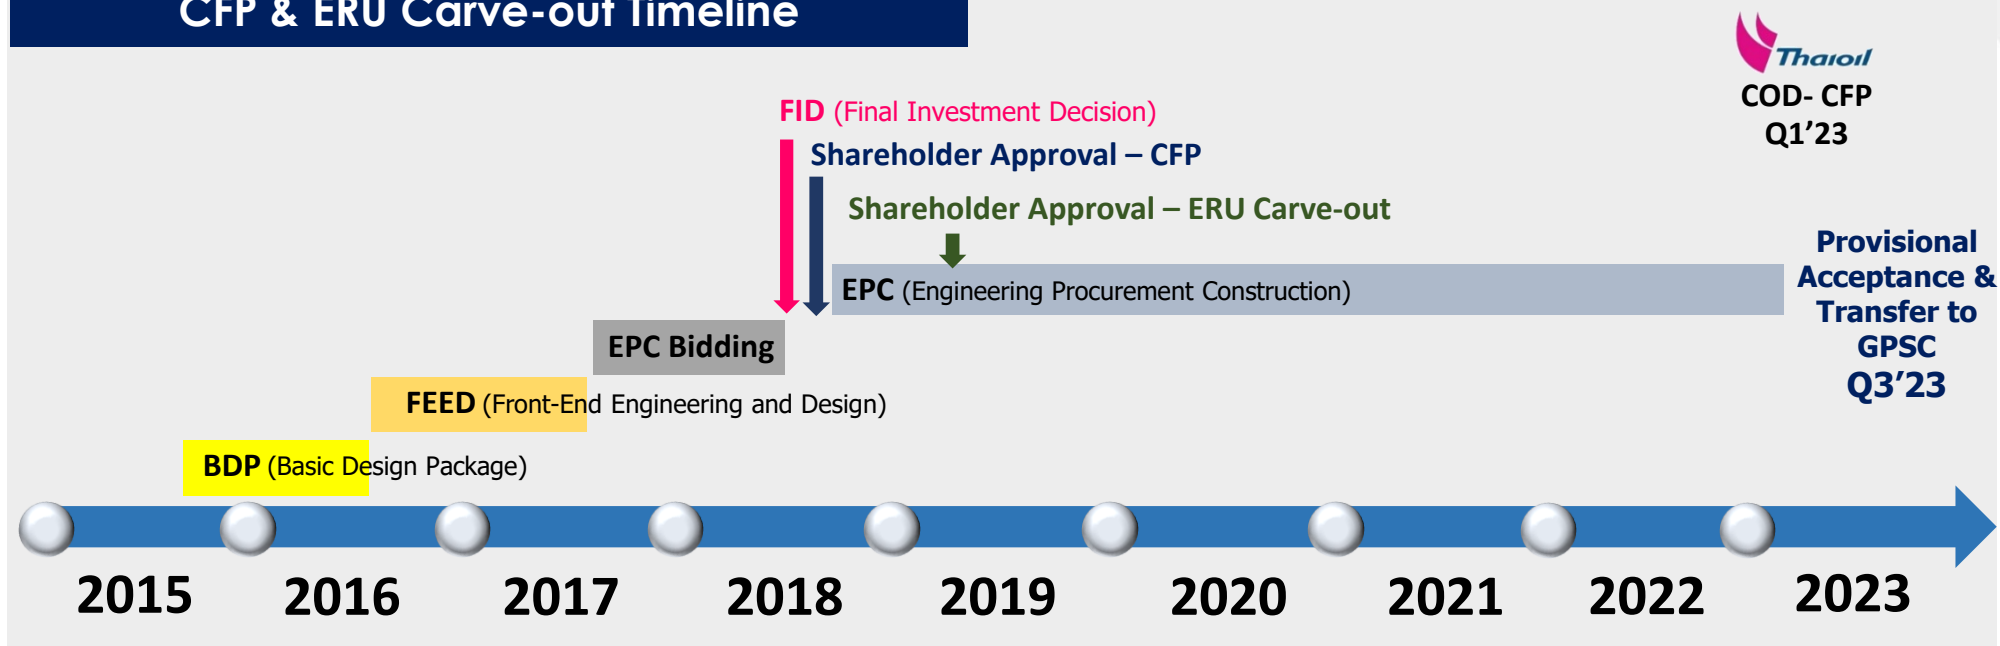 CFP & ERU Carve-out Timeline
Thaioil
COD- CFP
Q1’23
FID (Final Investment Decision)
Shareholder Approval – CFP
Shareholder Approval – ERU Carve-out
Provisional
Acceptance &
Transfer to
GPSC
Q3’23
EPC (Engineering Procurement Construction)
EPC Bidding
FEED (Front-End Engineering and Design)
BDP (Basic Design Package)
2015 2016 2017 2018 2019 2020 2021 2022 2023